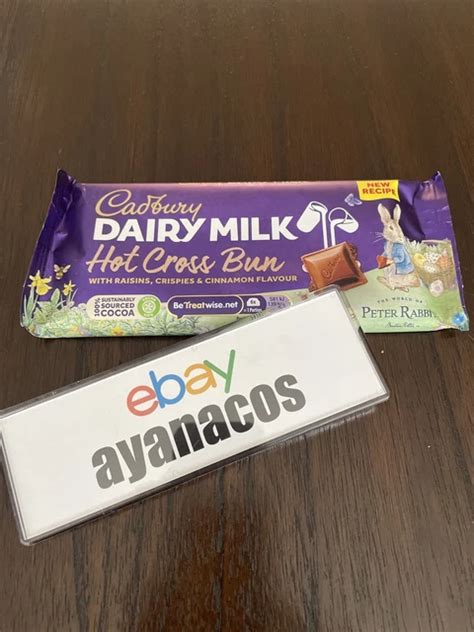 NEW
RECIPE
Cadbury
DAIRY MILK
Hot Cross Bun
WITH RAISINS, CRISPIES & CINNAMON FLAVOUR
100% SUSTAINABLY
SOURCED
COCOA
BeTreatwise.net
THE WORLD OF
PETER RABBIT
ebay
ayanacos